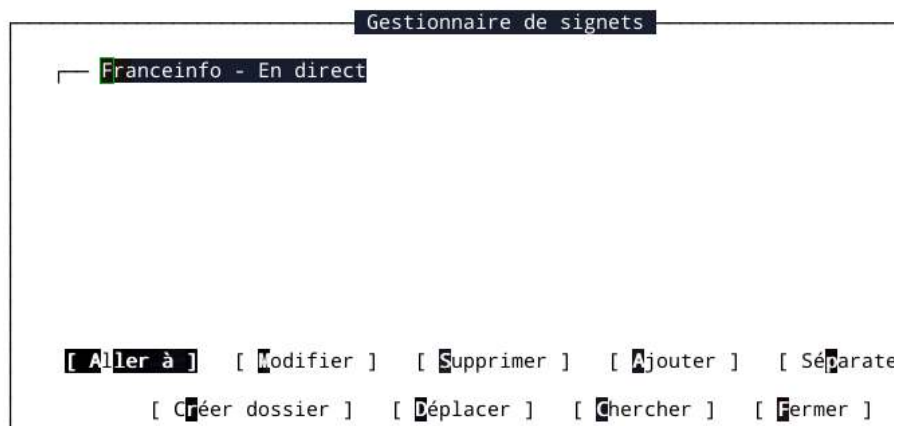 Gestionnaire de signets
Franceinfo - En direct
[ Aller à ] [ Modifier ] [ Supprimer ] [ Ajouter ] [ Séparate
[ Créer dossier ] [ Déplacer ] [ Chercher ] [ Fermer ]